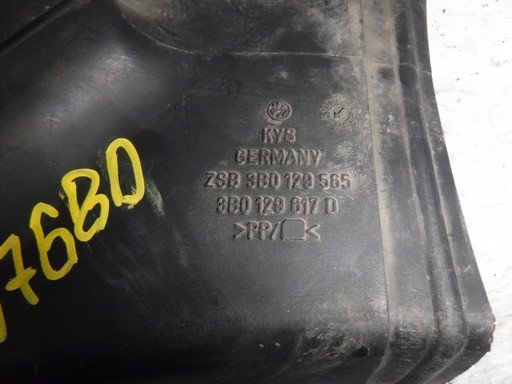 KYS
GERMANY
ZSB 3B0 129 565
3B0 129 617 D
>PP/<
76BD